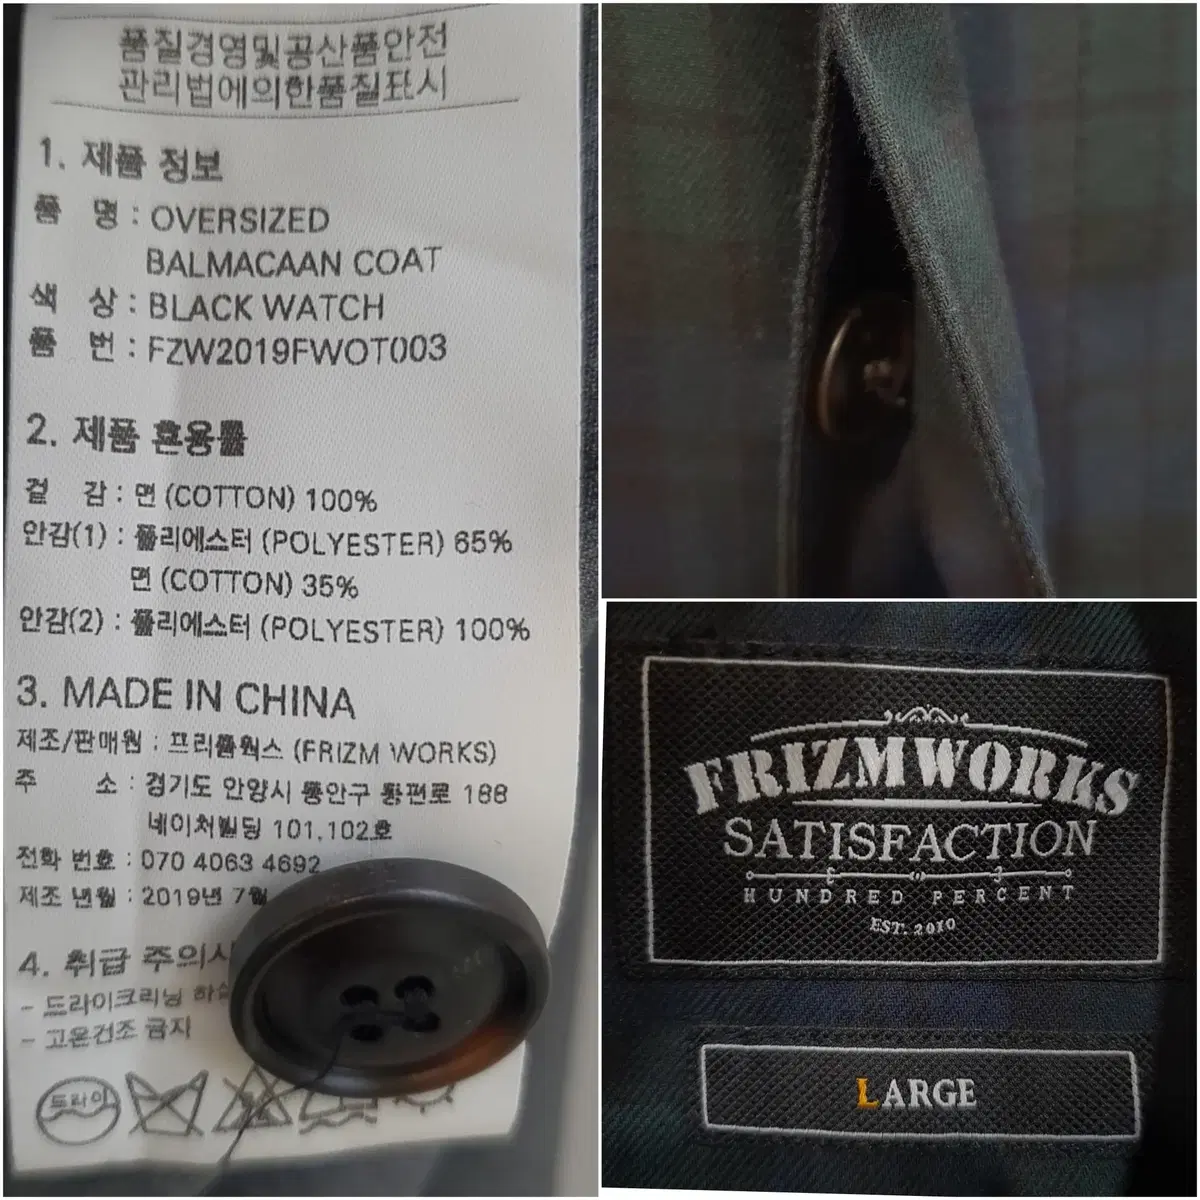 품질경영및공산품안전
관리법에의한품질표시
1. 제품 정보
품 명 : OVERSIZED
BALMACAAN COAT
색 상 : BLACK WATCH
품 번 : FZW2019FWOT003
2. 제품 혼용률
겉 감 : 면 (COTTON) 100%
안감(1) : 폴리에스터 (POLYESTER) 65%
면 (COTTON) 35%
안감(2) : 폴리에스터 (POLYESTER) 100%
3. MADE IN CHINA
제조/판매원 : 프리즘웍스 (FRIZM WORKS)
주 소 : 경기도 안양시 동안구 흥안대로 188
네이처빌딩 101,102호
전화 번호 : 070 4063 4692
제조 년월 : 2019년 7월
4. 취급 주의사
- 드라이크리닝 하십
- 고온건조 금지
드라이
FRIZMWORKS
SATISFACTION
HUNDRED PERCENT
EST. 2010
LARGE